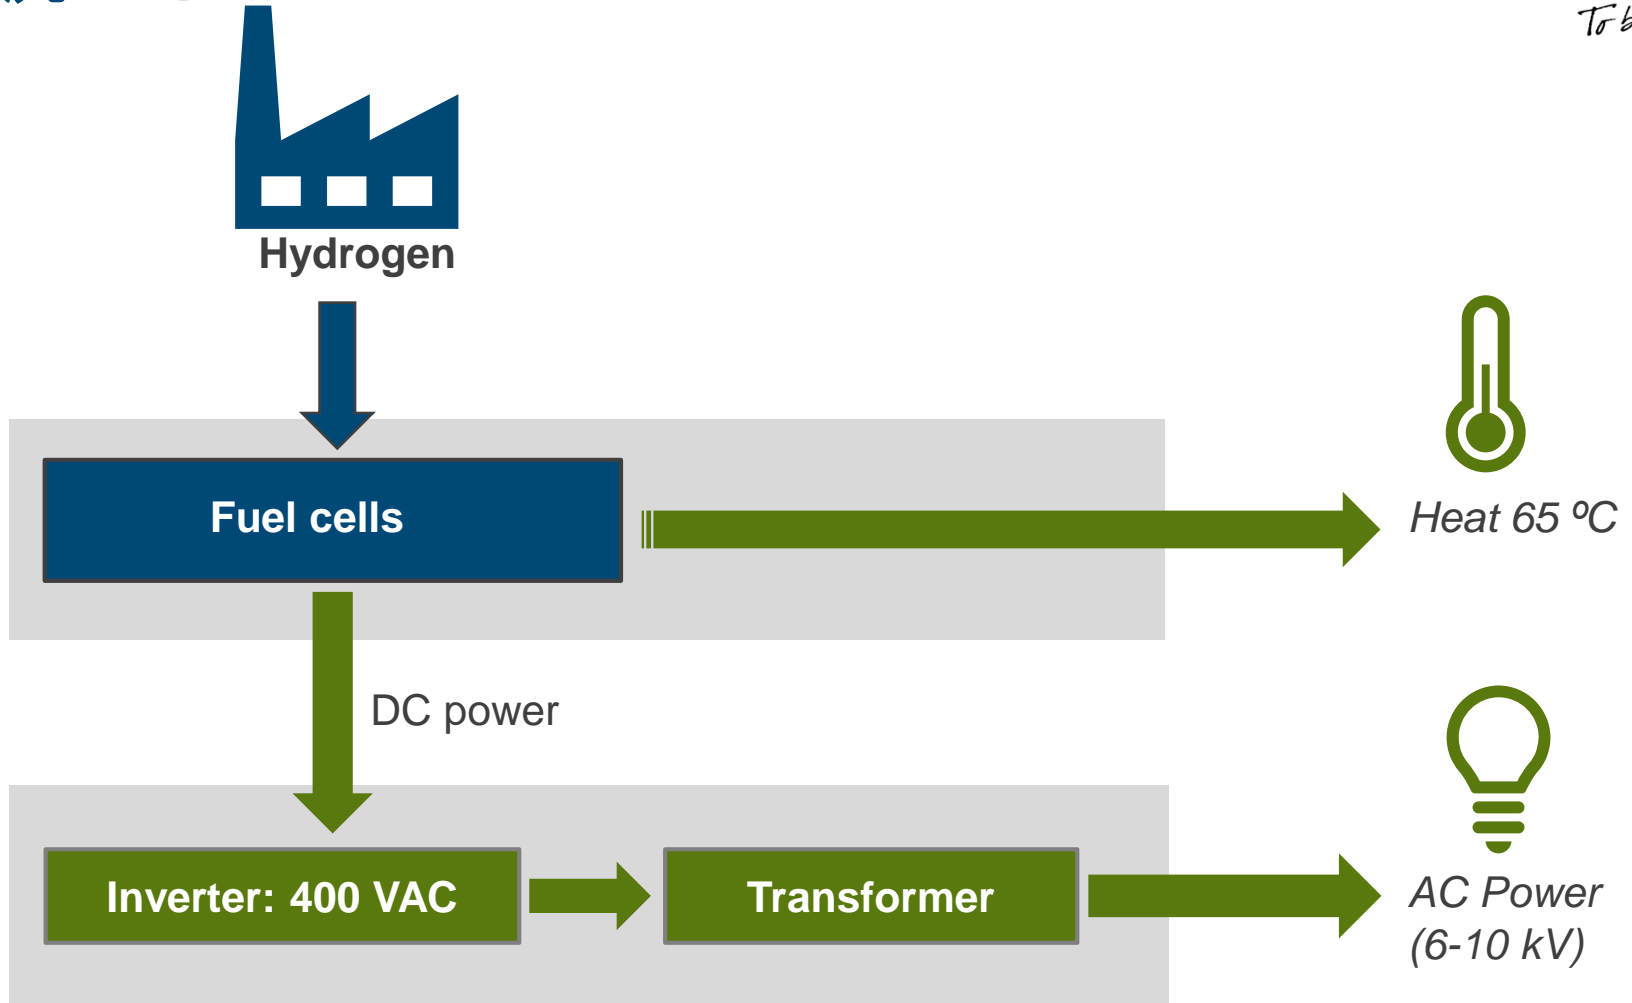 Hydrogen
Fuel cells
Heat 65 ºC
DC power
Inverter: 400 VAC
Transformer
AC Power
(6-10 kV)